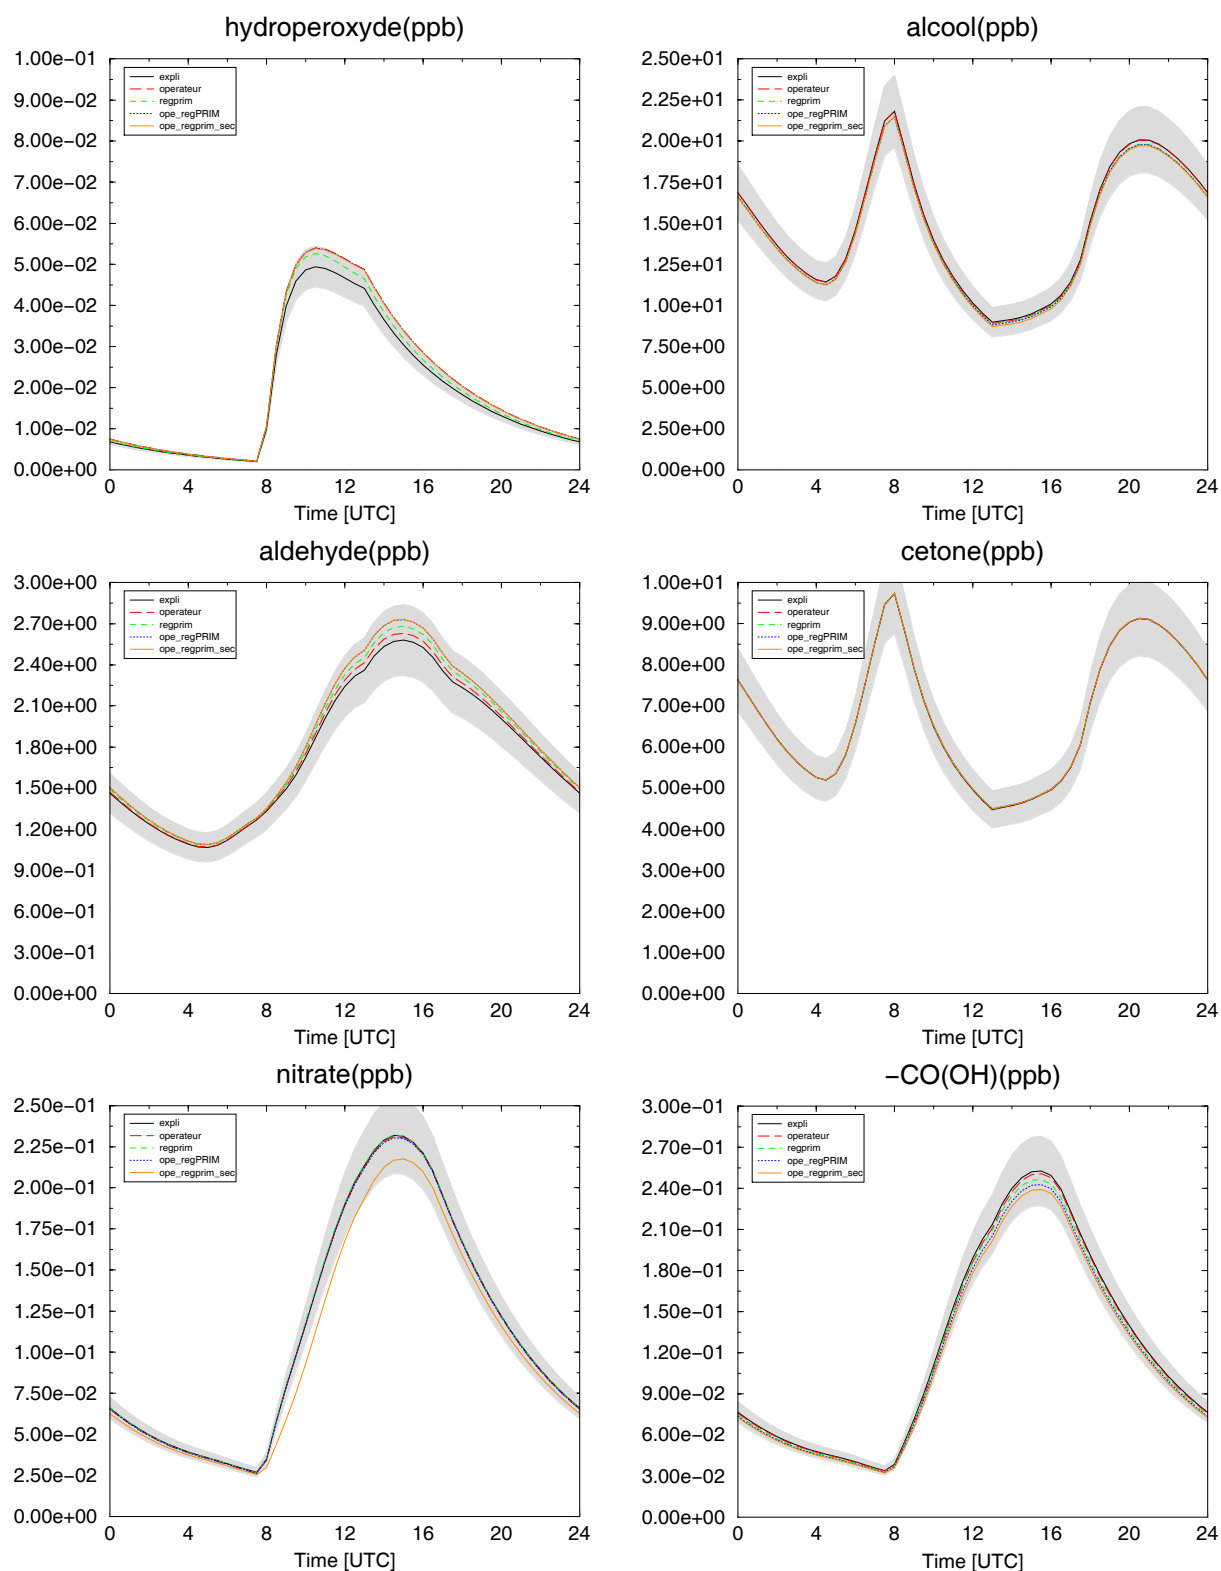 hydroperoxyde(ppb)
1.00e−01
9.00e−02
8.00e−02
7.00e−02
6.00e−02
5.00e−02
4.00e−02
3.00e−02
2.00e−02
1.00e−02
0.00e+00
expli
operateur
regprim
ope_regPRIM
ope_regprim_sec
0 4 8 12 16 20 24
Time [UTC]
alcool(ppb)
2.50e+01
2.25e+01
2.00e+01
1.75e+01
1.50e+01
1.25e+01
1.00e+01
7.50e+00
5.00e+00
2.50e+00
0.00e+00
expli
operateur
regprim
ope_regPRIM
ope_regprim_sec
0 4 8 12 16 20 24
Time [UTC]
aldehyde(ppb)
3.00e+00
2.70e+00
2.40e+00
2.10e+00
1.80e+00
1.50e+00
1.20e+00
9.00e−01
6.00e−01
3.00e−01
0.00e+00
expli
operateur
regprim
ope_regPRIM
ope_regprim_sec
0 4 8 12 16 20 24
Time [UTC]
cetone(ppb)
1.00e+01
9.00e+00
8.00e+00
7.00e+00
6.00e+00
5.00e+00
4.00e+00
3.00e+00
2.00e+00
1.00e+00
0.00e+00
expli
operateur
regprim
ope_regPRIM
ope_regprim_sec
0 4 8 12 16 20 24
Time [UTC]
nitrate(ppb)
2.50e−01
2.25e−01
2.00e−01
1.75e−01
1.50e−01
1.25e−01
1.00e−01
7.50e−02
5.00e−02
2.50e−02
0.00e+00
expli
operateur
regprim
ope_regPRIM
ope_regprim_sec
0 4 8 12 16 20 24
Time [UTC]
−CO(OH)(ppb)
3.00e−01
2.70e−01
2.40e−01
2.10e−01
1.80e−01
1.50e−01
1.20e−01
9.00e−02
6.00e−02
3.00e−02
0.00e+00
expli
operateur
regprim
ope_regPRIM
ope_regprim_sec
0 4 8 12 16 20 24
Time [UTC]